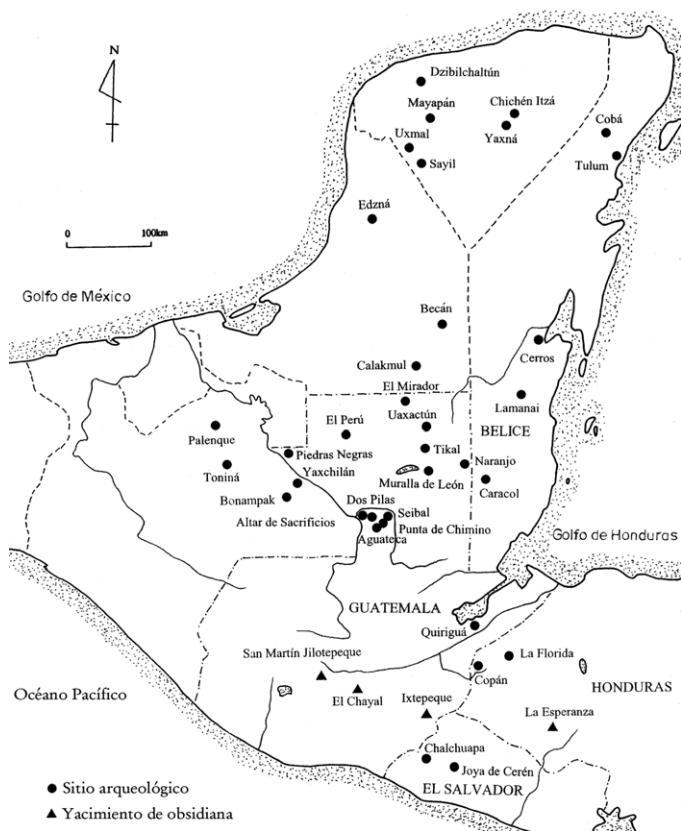 N
Dzibilchaltún
Mayapán
Chichén Itzá
Cobá
Uxmal
Yaxná
Sayil
Tulum
Edzná
0 100km
Golfo de México
Becán
Cerros
Calakmul
El Mirador
Lamanai
Uaxactún
El Perú
BELICE
Palenque
Piedras Negras
Tikal
Naranjo
Toniná
Yaxchilán
Muralla de León
Caracol
Bonampak
Dos Pilas
Seibal
Altar de Sacrificios
Punta de Chimino
Aguateca
Golfo de Honduras
GUATEMALA
Quiriguá
San Martín Jilotepeque
La Florida
Copán
HONDURAS
Océano Pacífico
El Chayal
Ixtepeque
La Esperanza
Chalchuapa
Joya de Cerén
EL SALVADOR
Sitio arqueológico
Yacimiento de obsidiana